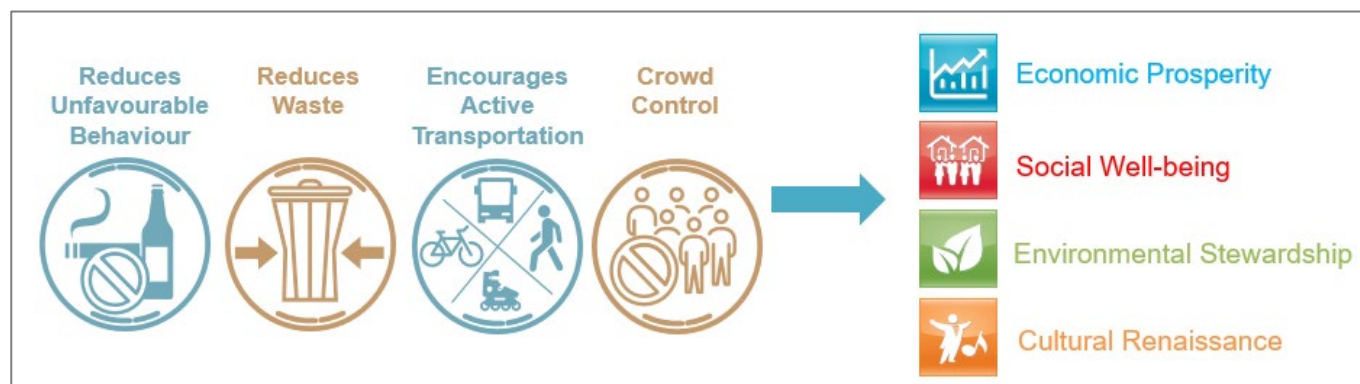 Reduces
Unfavourable
Behaviour
Reduces
Waste
Encourages
Active
Transportation
Crowd
Control
Economic Prosperity
Social Well-being
Environmental Stewardship
Cultural Renaissance